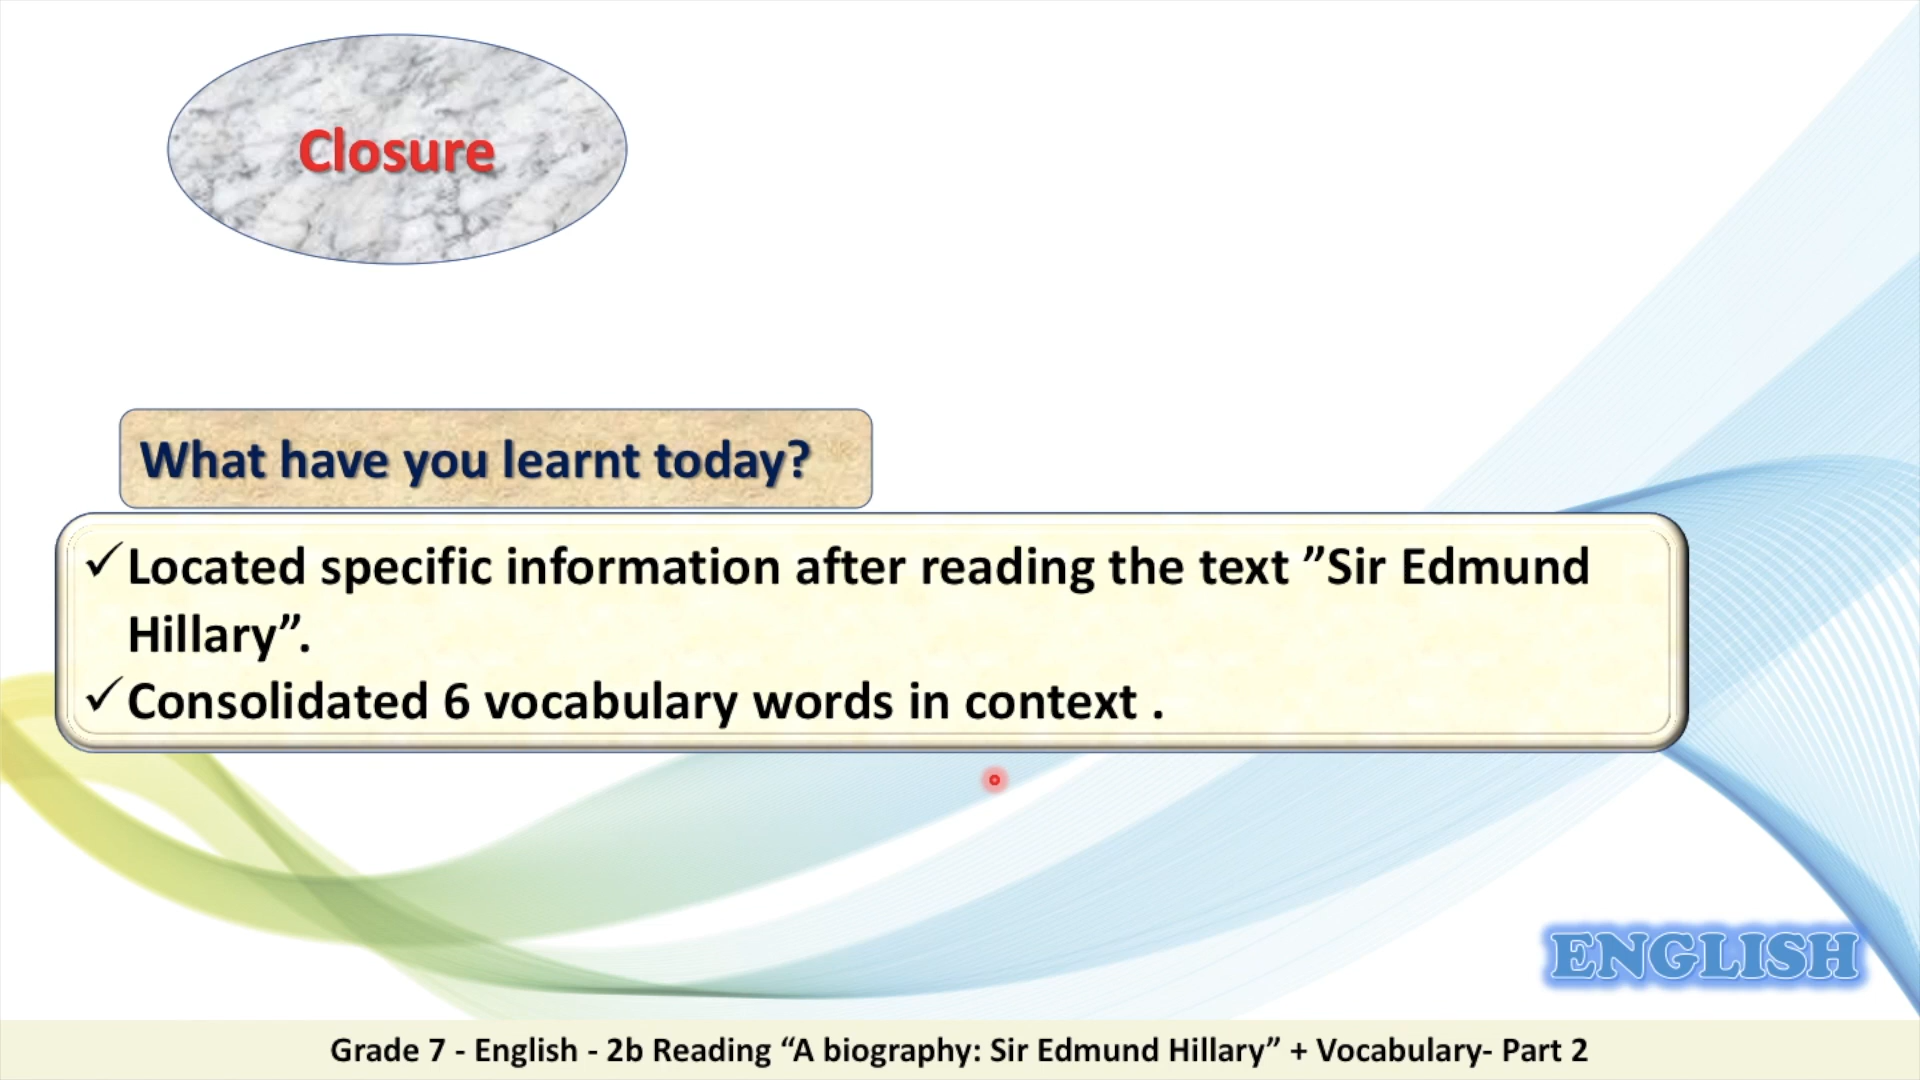 Closure
What have you learnt today?
✓Located specific information after reading the text ”Sir Edmund
Hillary”.
✓Consolidated 6 vocabulary words in context .
ENGLISH
Grade 7 - English - 2b Reading “A biography: Sir Edmund Hillary” + Vocabulary- Part 2